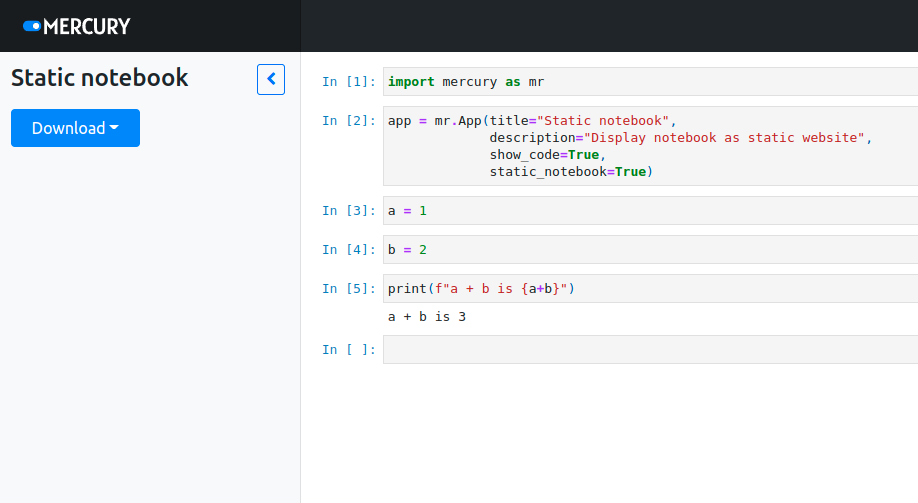 MERCURY
Static notebook
Download
In [1]: import mercury as mr
In [2]: app = mr.App(title="Static notebook",
description="Display notebook as static website",
show_code=True,
static_notebook=True)
In [3]: a = 1
In [4]: b = 2
In [5]: print(f"a + b is {a+b}")
a + b is 3
In [ ]: